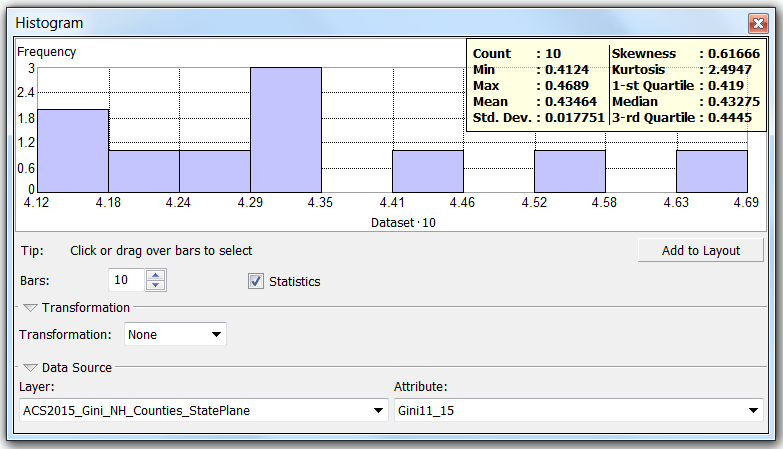 Histogram
Frequency
3
2.4
1.8
1.2
0.6
0
4.12 4.18 4.24 4.29 4.35 4.41 4.46 4.52 4.58 4.63 4.69
Dataset · 10
Count : 10 Skewness : 0.61666
Min : 0.4124 Kurtosis : 2.4947
Max : 0.4689 1-st Quartile : 0.419
Mean : 0.43464 Median : 0.43275
Std. Dev. : 0.017751 3-rd Quartile : 0.4445
Tip: Click or drag over bars to select
Add to Layout
Bars: 10 Statistics
Transformation
Transformation: None
Data Source
Layer: Attribute:
ACS2015_Gini_NH_Counties_StatePlane Gini11_15